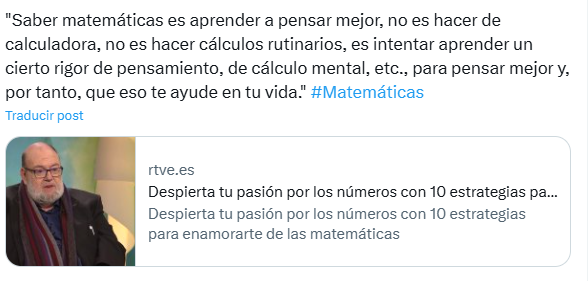 "Saber matemáticas es aprender a pensar mejor, no es hacer de
calculadora, no es hacer cálculos rutinarios, es intentar aprender un
cierto rigor de pensamiento, de cálculo mental, etc., para pensar mejor y,
por tanto, que eso te ayude en tu vida." #Matemáticas
Traducir post
rtve.es
Despierta tu pasión por los números con 10 estrategias pa...
Despierta tu pasión por los números con 10 estrategias
para enamorarte de las matemáticas